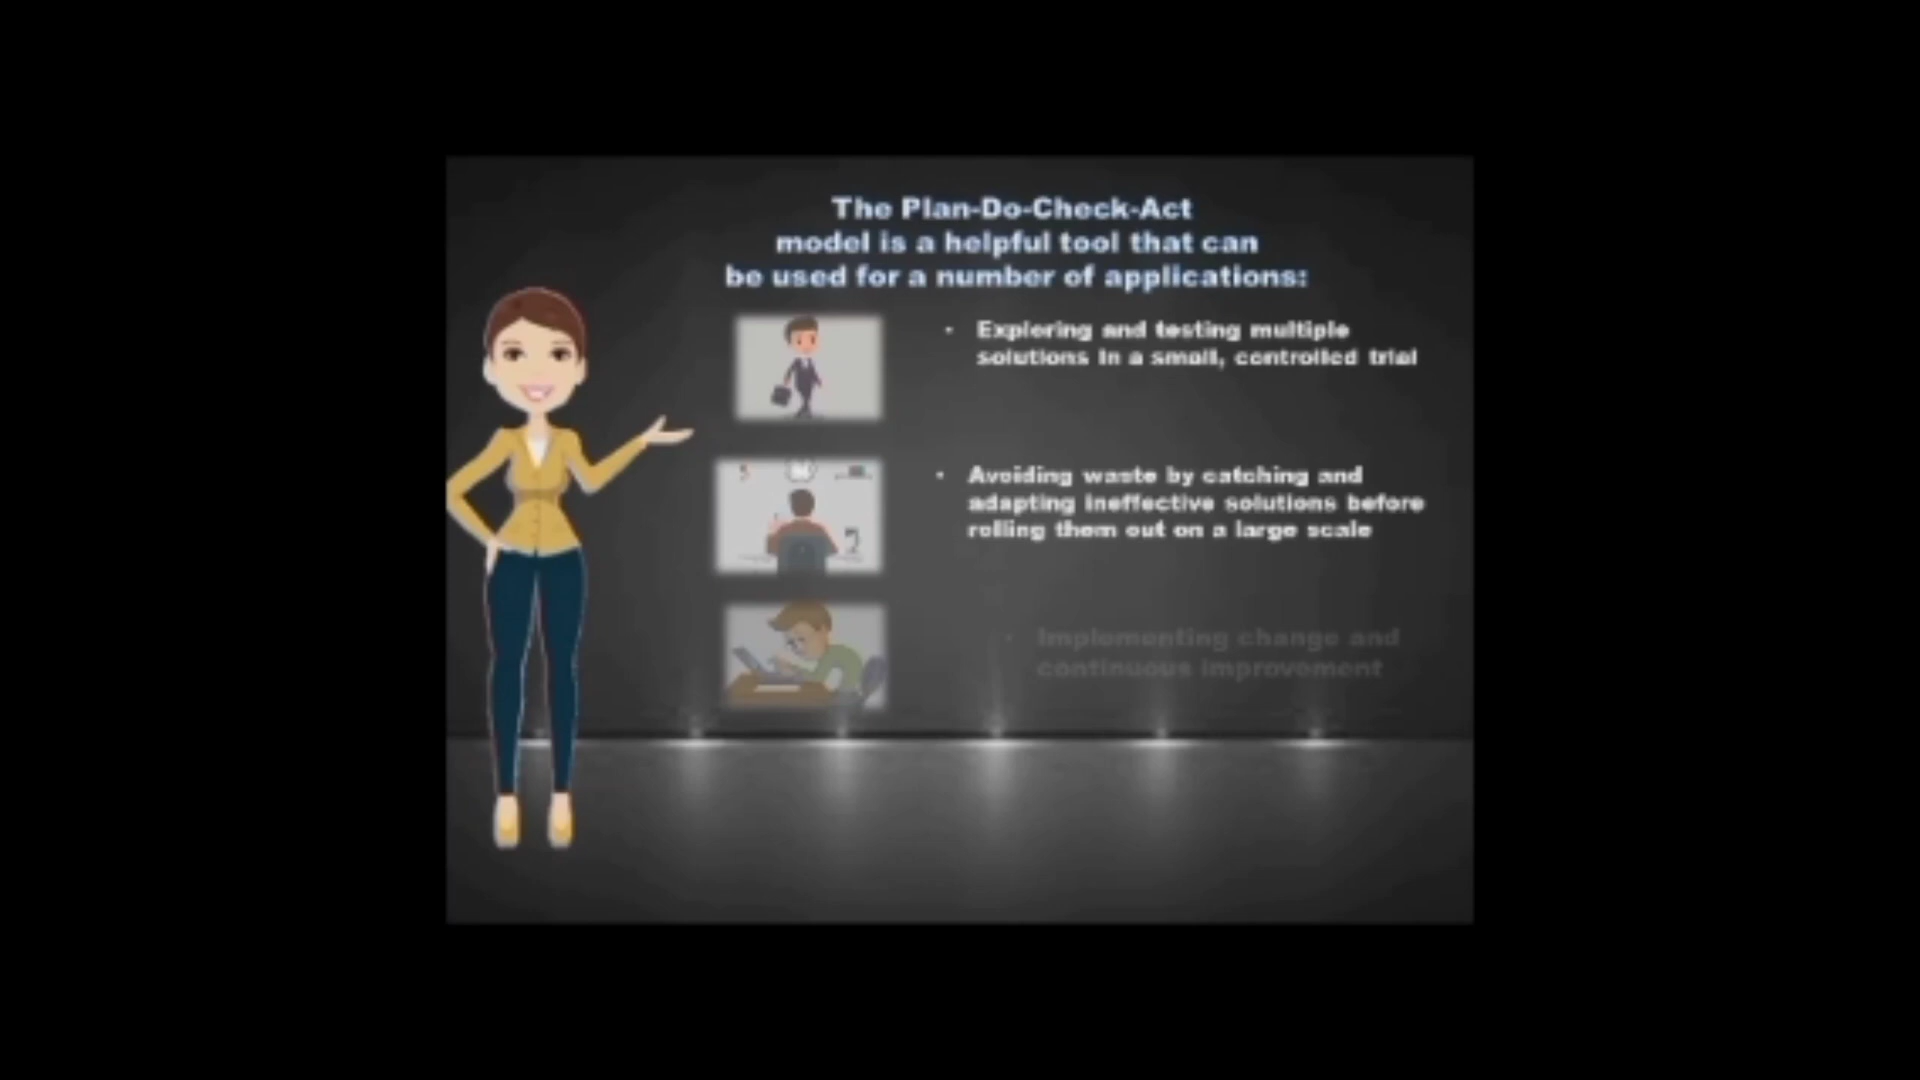 The Plan-Do-Check-Act
model is a helpful tool that can
be used for a number of applications:
• Exploring and testing multiple
solutions in a small, controlled trial
• Avoiding waste by catching and
adapting ineffective solutions before
rolling them out on a large scale
• Implementing change and
continuous improvement